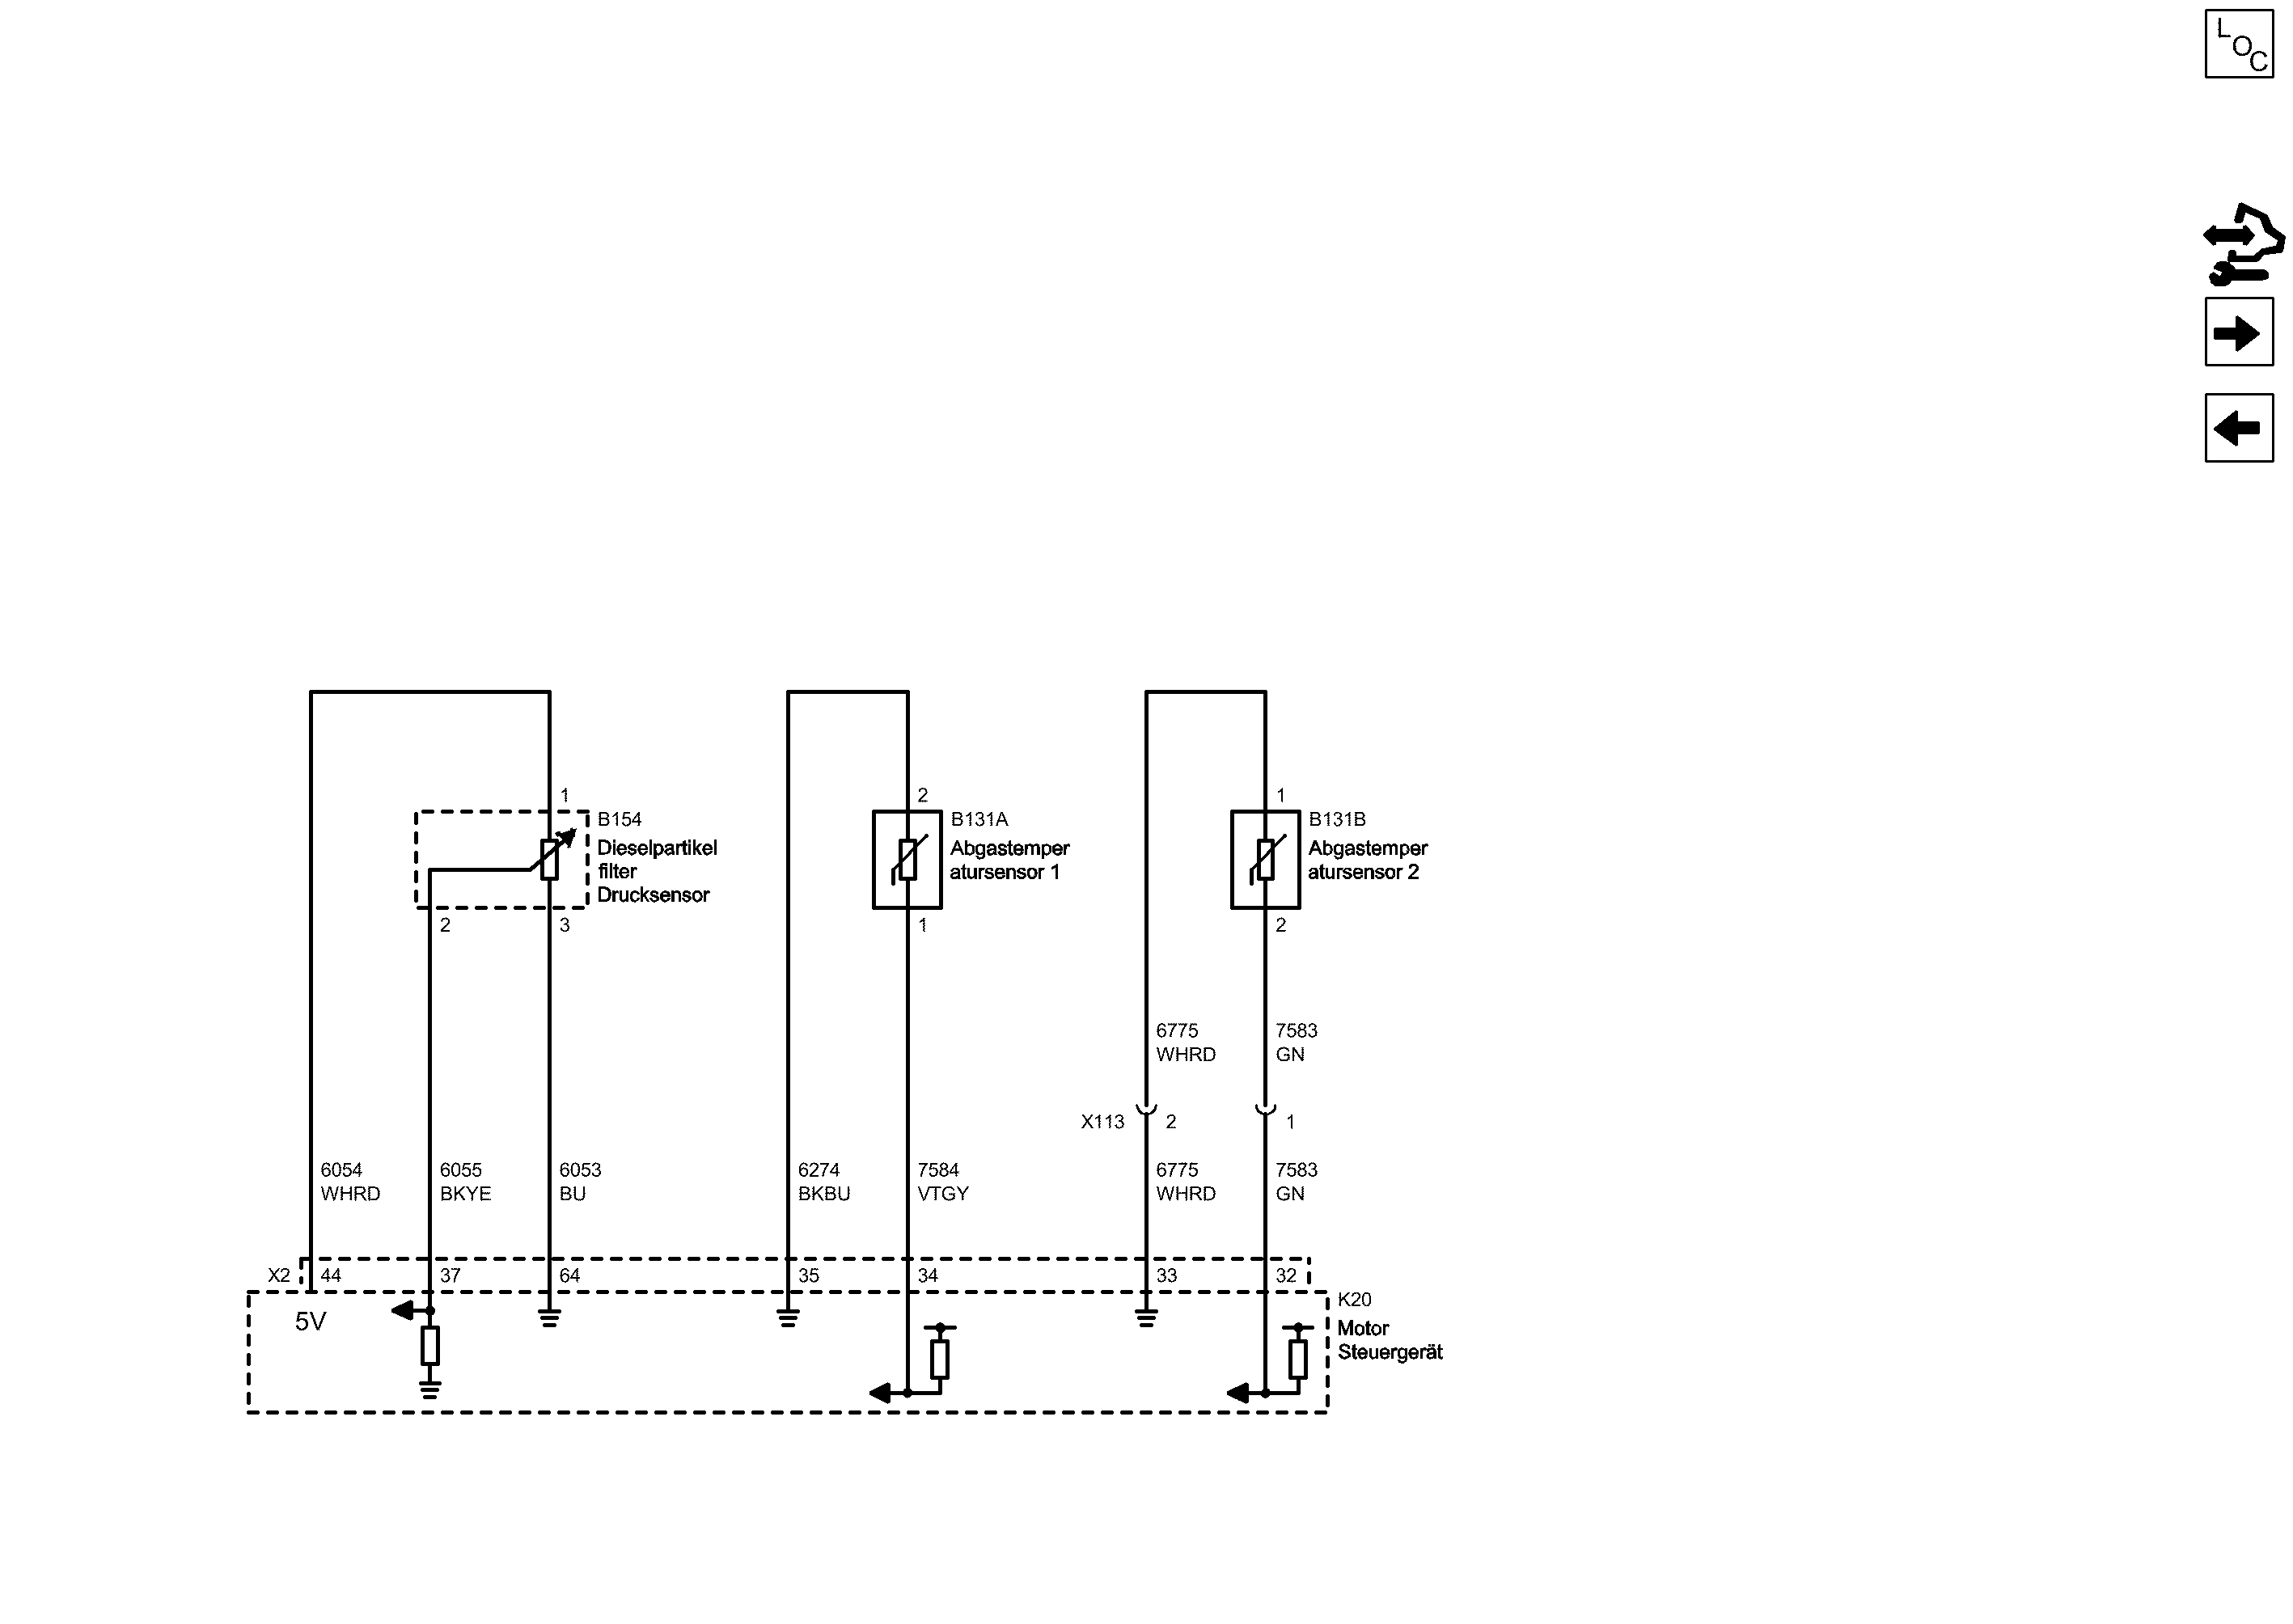 LOC
1
2
1
B154
Dieselpartikel
filter
Drucksensor
B131A
Abgastemper
atursensor 1
B131B
Abgastemper
atursensor 2
2
3
1
2
6775
WHRD
7583
GN
X113
2
1
6054
WHRD
6055
BKYE
6053
BU
6274
BKBU
7584
VTGY
6775
WHRD
7583
GN
X2
44
37
64
35
34
33
32
5V
K20
Motor
Steuergerät